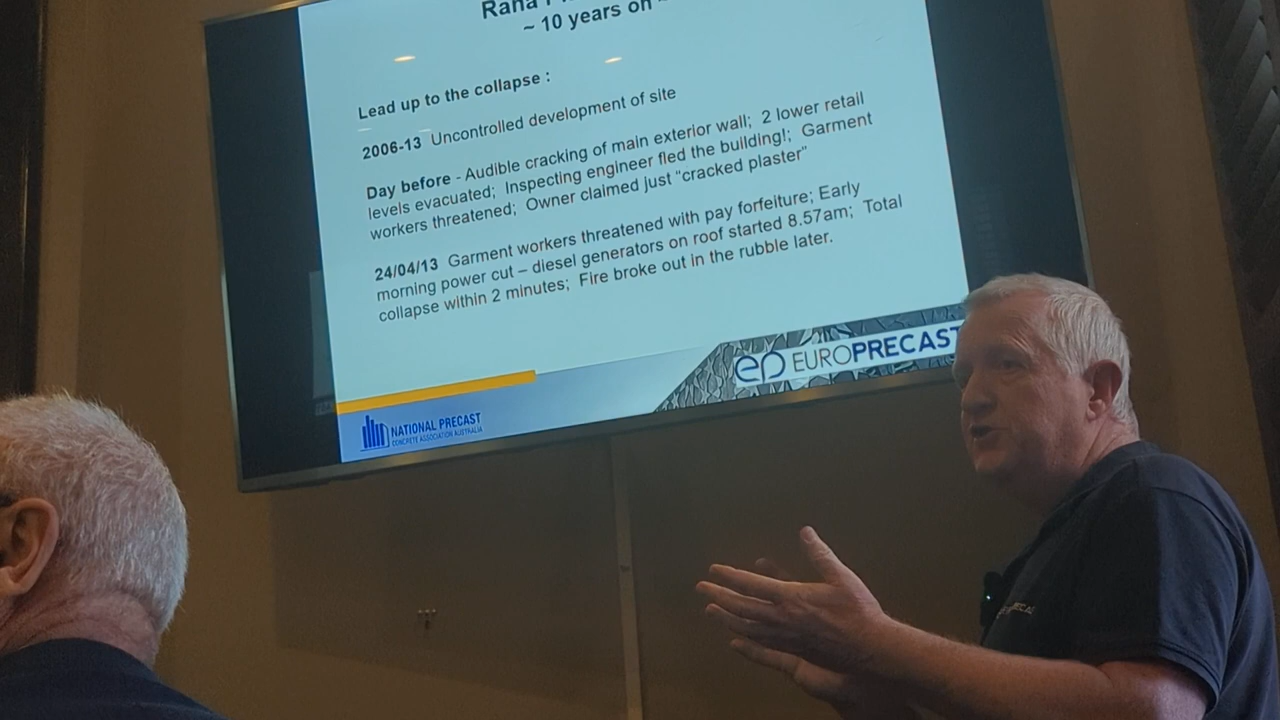 Rana
~ 10 years on
Lead up to the collapse :
2006-13 Uncontrolled development of site
Day before - Audible cracking of main exterior wall; 2 lower retail
levels evacuated; Inspecting engineer fled the building!; Garment
workers threatened; Owner claimed just "cracked plaster"
24/04/13 Garment workers threatened with pay forfeiture; Early
morning power cut – diesel generators on roof started 8.57am; Total
collapse within 2 minutes; Fire broke out in the rubble later.
ep EUROPRECAST
NATIONAL PRECAST
CONCRETE ASSOCIATION AUSTRALIA